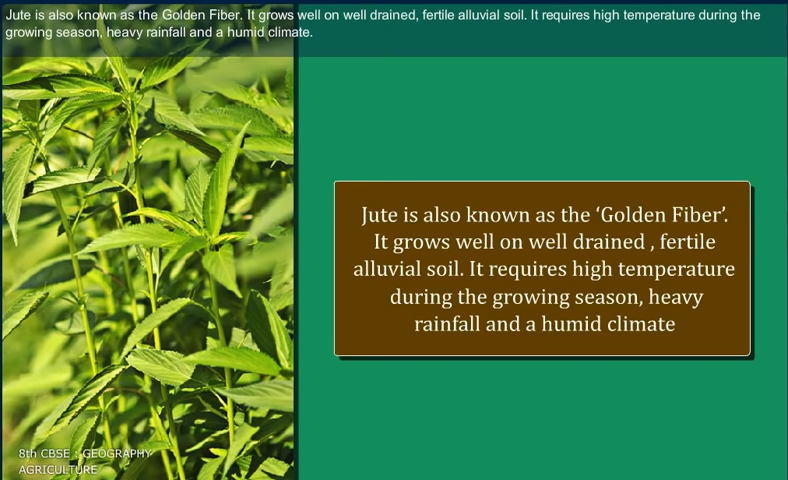 Jute is also known as the Golden Fiber. It grows well on well drained, fertile alluvial soil. It requires high temperature during the
growing season, heavy rainfall and a humid climate.
Jute is also known as the ‘Golden Fiber’.
It grows well on well drained , fertile
alluvial soil. It requires high temperature
during the growing season, heavy
rainfall and a humid climate
8th CBSE : GEOGRAPHY
AGRICULTURE